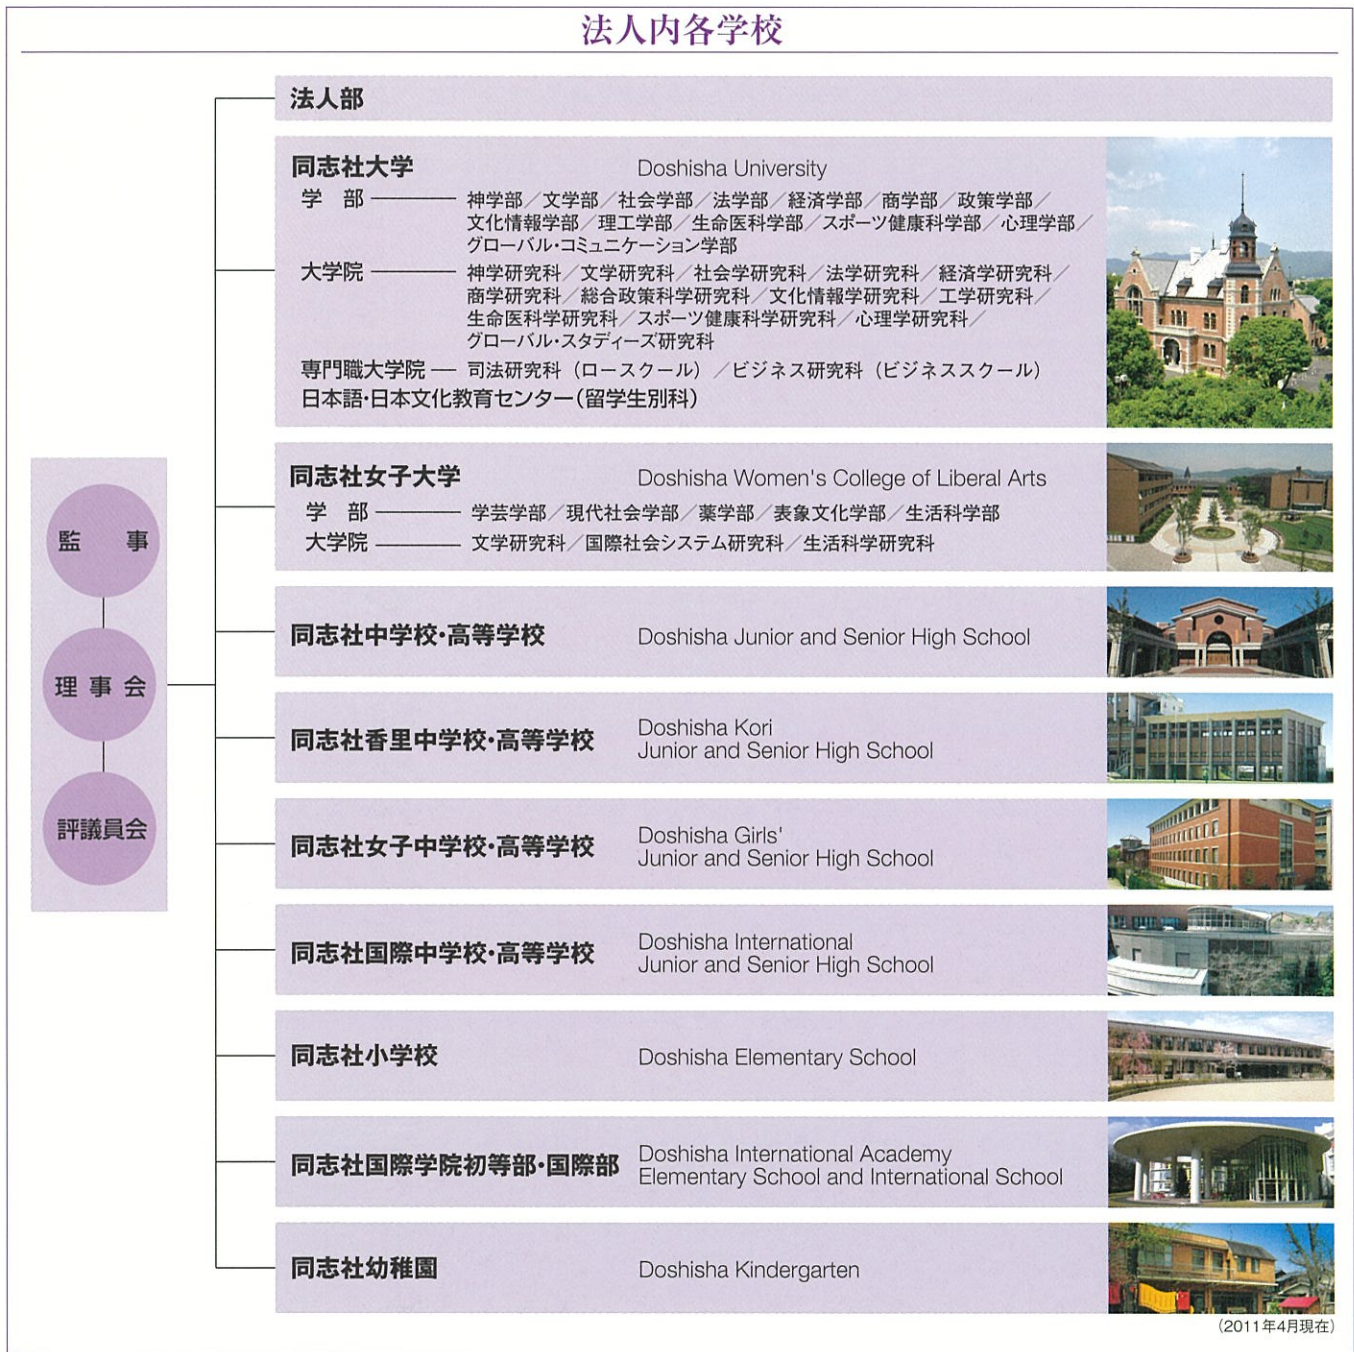 法人内各学校
法人部
同志社大学 Doshisha University
学部 神学部／文学部／社会学部／法学部／経済学部／商学部／政策学部／
文化情報学部／理工学部／生命医科学部／スポーツ健康科学部／心理学部／
グローバル・コミュニケーション学部
大学院 神学研究科／文学研究科／社会学研究科／法学研究科／経済学研究科／
商学研究科／総合政策科学研究科／文化情報学研究科／工学研究科／
生命医科学研究科／スポーツ健康科学研究科／心理学研究科／
グローバル・スタディーズ研究科
専門職大学院 司法研究科（ロースクール）／ビジネス研究科（ビジネススクール）
日本語・日本文化教育センター（留学生別科）
同志社女子大学 Doshisha Women's College of Liberal Arts
学部 学芸学部／現代社会学部／薬学部／表象文化学部／生活科学部
大学院 文学研究科／国際社会システム研究科／生活科学研究科
監事
理事会
評議員会
同志社中学校・高等学校 Doshisha Junior and Senior High School
同志社香里中学校・高等学校 Doshisha Kori
Junior and Senior High School
同志社女子中学校・高等学校 Doshisha Girls'
Junior and Senior High School
同志社国際中学校・高等学校 Doshisha International
Junior and Senior High School
同志社小学校 Doshisha Elementary School
同志社国際学院初等部・国際部 Doshisha International Academy
Elementary School and International School
同志社幼稚園 Doshisha Kindergarten
（2011年4月現在）